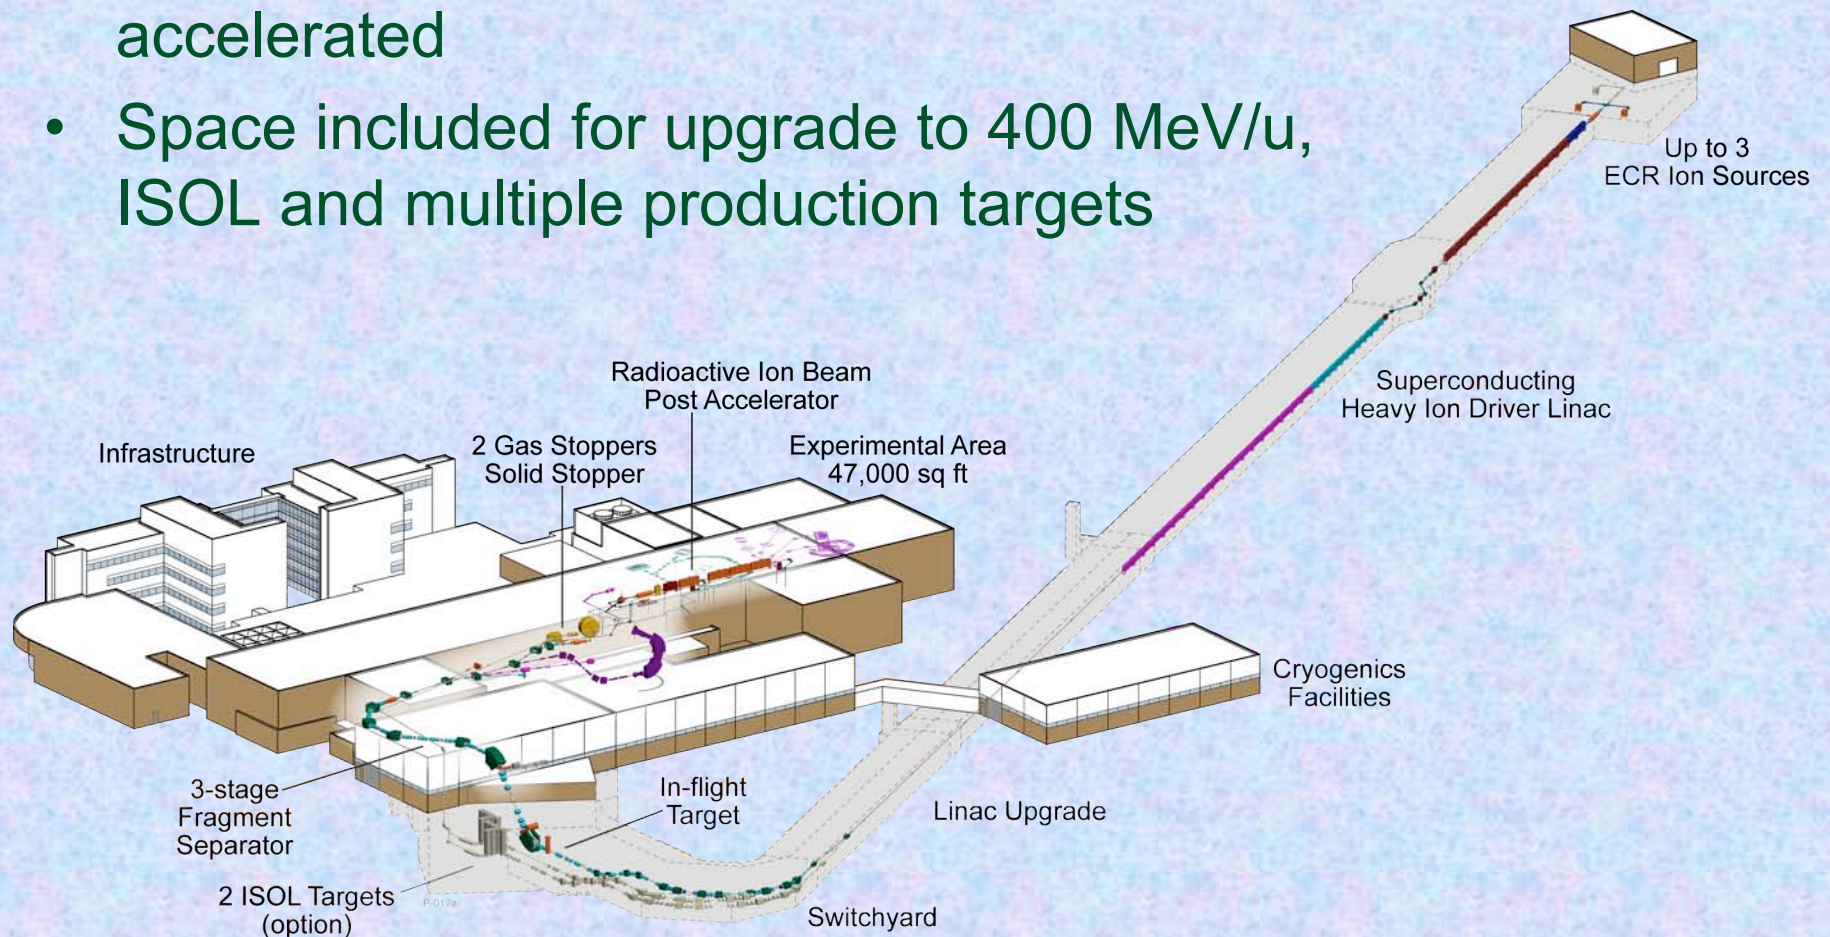 accelerated
• Space included for upgrade to 400 MeV/u,
ISOL and multiple production targets
Up to 3
ECR Ion Sources
Radioactive Ion Beam
Post Accelerator
Superconducting
Heavy Ion Driver Linac
Infrastructure
2 Gas Stoppers
Solid Stopper
Experimental Area
47,000 sq ft
Cryogenics
Facilities
3-stage
Fragment
Separator
In-flight
Target
Linac Upgrade
2 ISOL Targets
(option)
P-017a
Switchyard